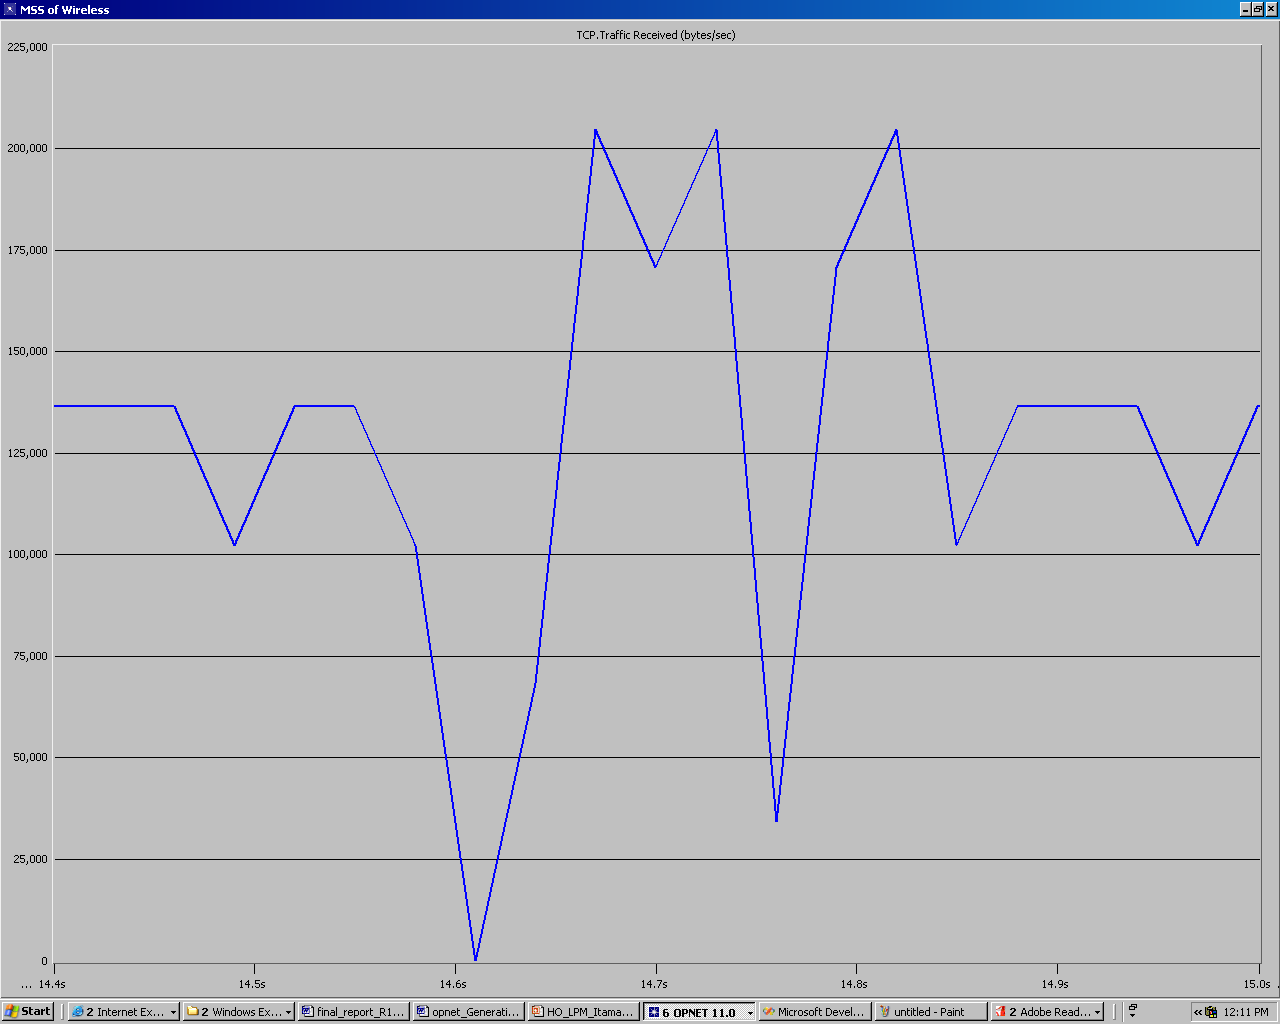 MSS of Wireless
TCP.Traffic Received (bytes/sec)
225,000
200,000
175,000
150,000
125,000
100,000
75,000
50,000
25,000
0
... 14.4s 14.5s 14.6s 14.7s 14.8s 14.9s 15.0s
Start 2 Internet Ex... 2 Windows Ex... final_report_R1... opnet_Generati... HO_LPM_Itama... 6 OPNET 11.0 Microsoft Devel... untitled - Paint 2 Adobe Read... « 12:11 PM